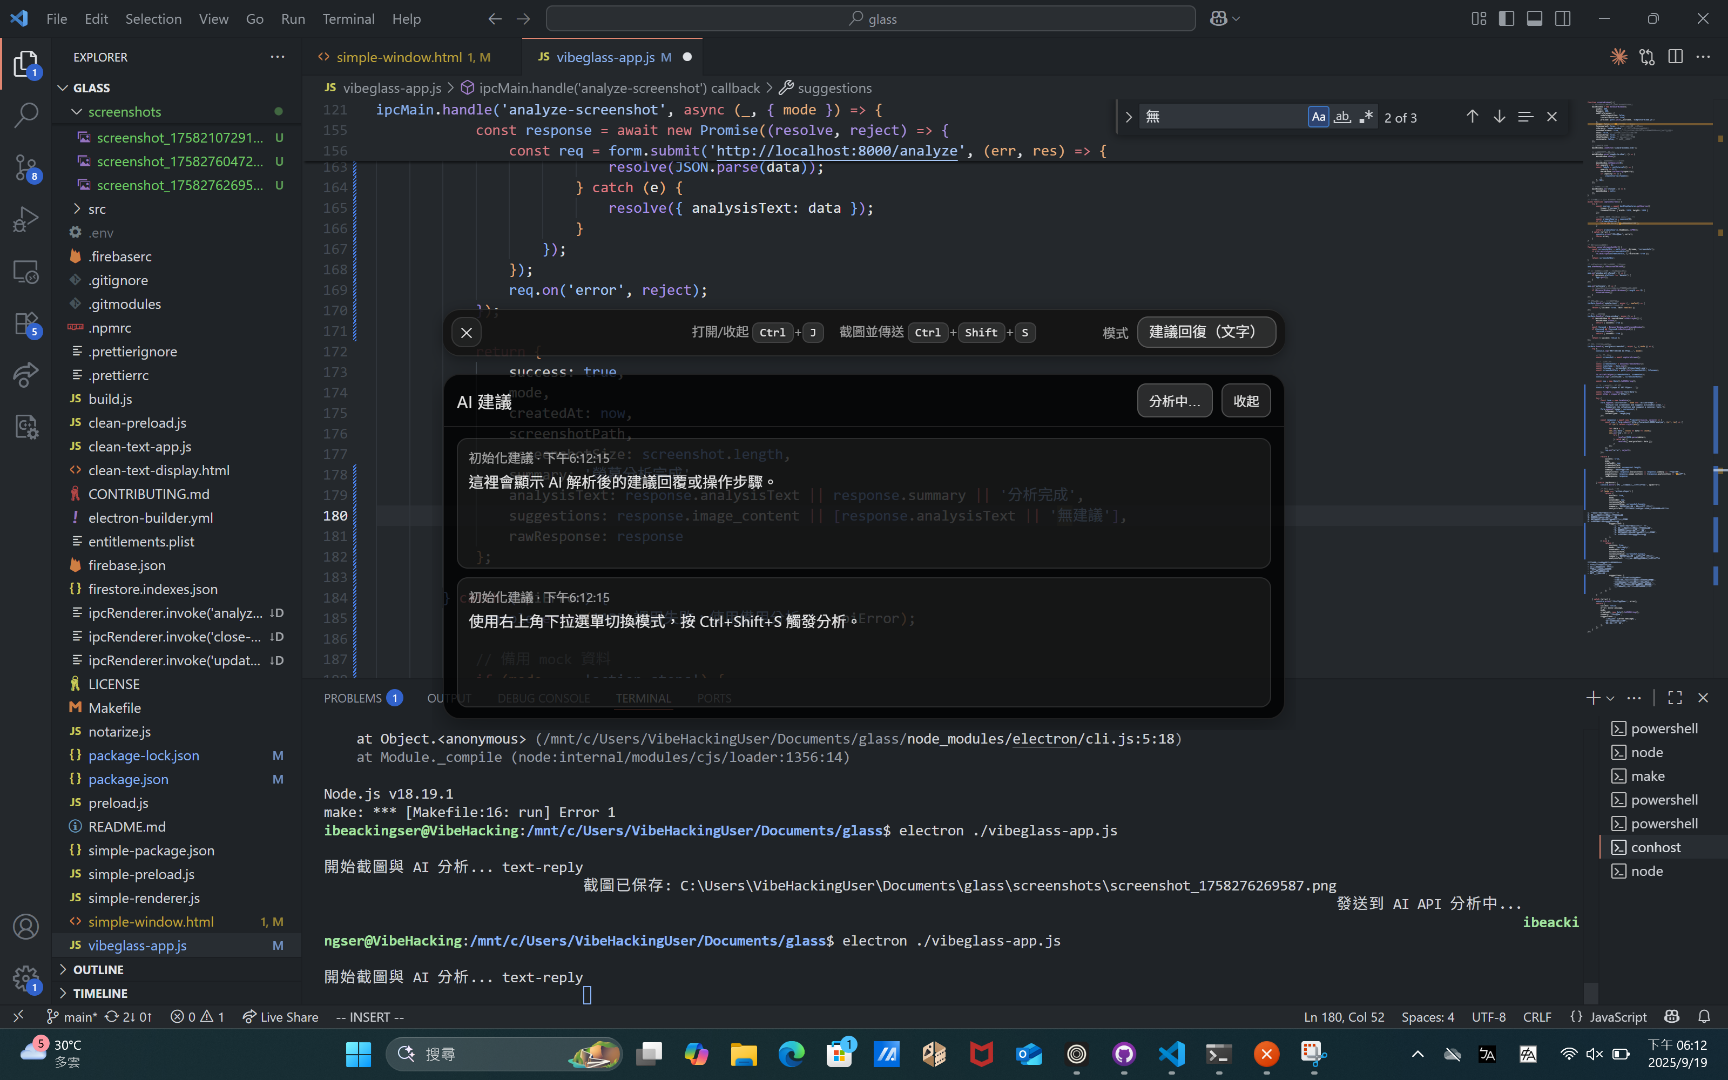 File Edit Selection View Go Run Terminal Help
glass
EXPLORER
GLASS
screenshots
screenshot_17582107291... U
screenshot_17582760472... U
screenshot_17582762695... U
src
.env
.firebaserc
.gitignore
.gitmodules
.npmrc
.prettierignore
.prettierrc
build.js
clean-preload.js
clean-text-app.js
clean-text-display.html
CONTRIBUTING.md
electron-builder.yml
entitlements.plist
firebase.json
firestore.indexes.json
ipcRenderer.invoke('analyz... ↓D
ipcRenderer.invoke('close-... ↓D
ipcRenderer.invoke('updat... ↓D
LICENSE
Makefile
notarize.js
package-lock.json M
package.json M
preload.js
README.md
simple-package.json
simple-preload.js
simple-renderer.js
simple-window.html 1, M
vibeglass-app.js M
OUTLINE
TIMELINE
1
8
5
1
simple-window.html 1, M
JS vibeglass-app.js M
JS vibeglass-app.js > ipcMain.handle('analyze-screenshot') callback > suggestions
無 Aa ab 2 of 3
121 ipcMain.handle('analyze-screenshot', async (_, { mode }) => {
155 const response = await new Promise((resolve, reject) => {
156 const req = form.submit('http://localhost:8000/analyze', (err, res) => {
163 resolve(JSON.parse(data));
164 } catch (e) {
165 resolve({ analysisText: data });
166 }
167 });
168 });
169 req.on('error', reject);
170 });
171
172 return {
173 success: true,
174 mode,
175 createdAt: now,
176 screenshotPath,
177 screenshotSize: screenshot.length,
178 summary: '螢幕分析完成',
179 analysisText: response.analysisText || response.summary || '分析完成',
180 suggestions: response.image_content || [response.analysisText || '無建議'],
181 rawResponse: response
182 };
183
184
185
186
187 // 備用 mock 資料
打開/收起 Ctrl + J 截圖並傳送 Ctrl + Shift + S 模式 建議回復（文字）
AI 建議 分析中... 收起
初始化建議 · 下午6:12:15
這裡會顯示 AI 解析後的建議回覆或操作步驟。
初始化建議 · 下午6:12:15
使用右上角下拉選單切換模式，按 Ctrl+Shift+S 觸發分析。
PROBLEMS 1 OUTPUT DEBUG CONSOLE TERMINAL PORTS
at Object.<anonymous> (/mnt/c/Users/VibeHackingUser/Documents/glass/node_modules/electron/cli.js:5:18)
at Module._compile (node:internal/modules/cjs/loader:1356:14)
Node.js v18.19.1
make: *** [Makefile:16: run] Error 1
ibeackingser@VibeHacking:/mnt/c/Users/VibeHackingUser/Documents/glass$ electron ./vibeglass-app.js
開始截圖與 AI 分析... text-reply
截圖已保存: C:\Users\VibeHackingUser\Documents\glass\screenshots\screenshot_1758276269587.png
發送到 AI API 分析中...
ibeacki
ngser@VibeHacking:/mnt/c/Users/VibeHackingUser/Documents/glass$ electron ./vibeglass-app.js
開始截圖與 AI 分析... text-reply
powershell
node
make
powershell
powershell
conhost
node
main* 2↓ 0↑ 0 1 Live Share -- INSERT -- Ln 180, Col 52 Spaces: 4 UTF-8 CRLF {} JavaScript
5 30°C
多雲
搜尋
1
下午 06:12
2025/9/19